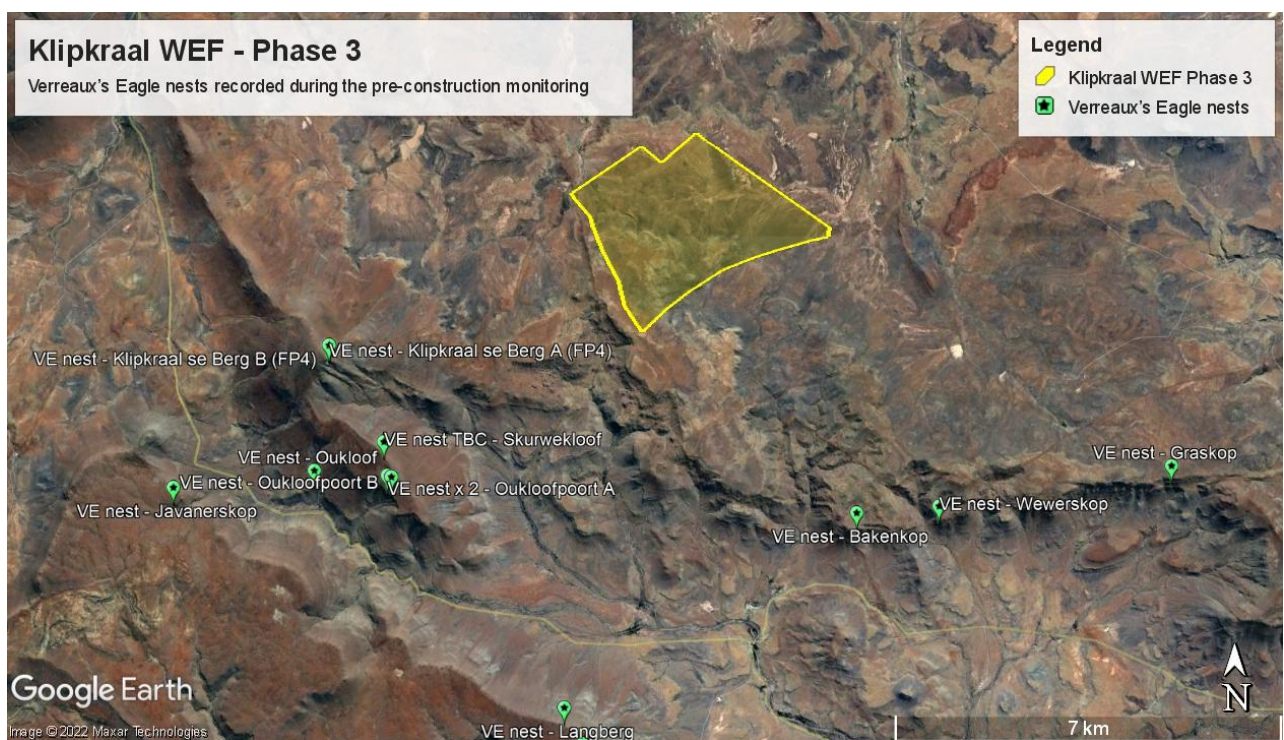 Klipkraal WEF - Phase 3
Verreaux's Eagle nests recorded during the pre-construction monitoring
Legend
Klipkraal WEF Phase 3
Verreaux's Eagle nests
VE nest - Klipkraal se Berg B (FP4)
VE nest - Klipkraal se Berg A (FP4)
VE nest TBC - Skurwekloof
VE nest - Oukloof
VE nest - Graskop
VE nest - Oukloofpoort B
VE nest x 2 - Oukloofpoort A
VE nest - Javanerskop
VE nest - Wewerskop
VE nest - Bakenkop
VE nest - Langberg
Google Earth
Image © 2022 Maxar Technologies
7 km
N